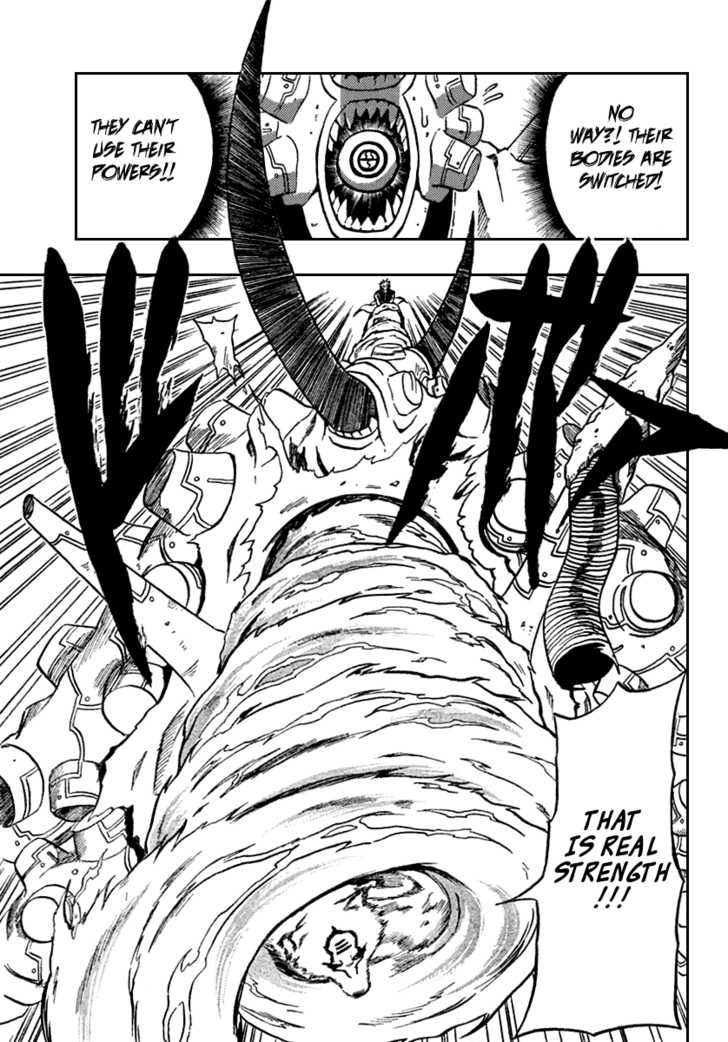 NO
WAY?! THEIR
BODIES ARE
SWITCHED!
THEY CAN'T
USE THEIR
POWERS!!
THAT
IS REAL
STRENGTH
!!!